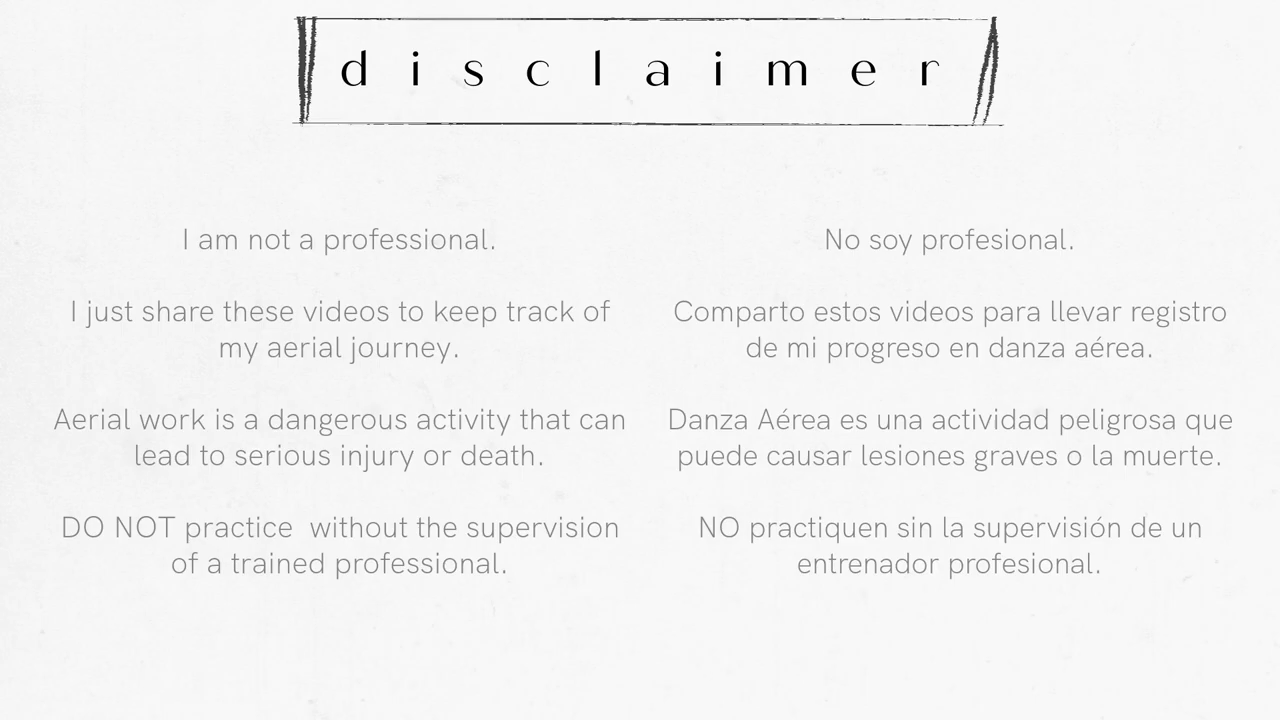 disclaimer
I am not a professional.
I just share these videos to keep track of
my aerial journey.
Aerial work is a dangerous activity that can
lead to serious injury or death.
DO NOT practice  without the supervision
of a trained professional.
No soy profesional.
Comparto estos videos para llevar registro
de mi progreso en danza aérea.
Danza Aérea es una actividad peligrosa que
puede causar lesiones graves o la muerte.
NO practiquen sin la supervisión de un
entrenador profesional.